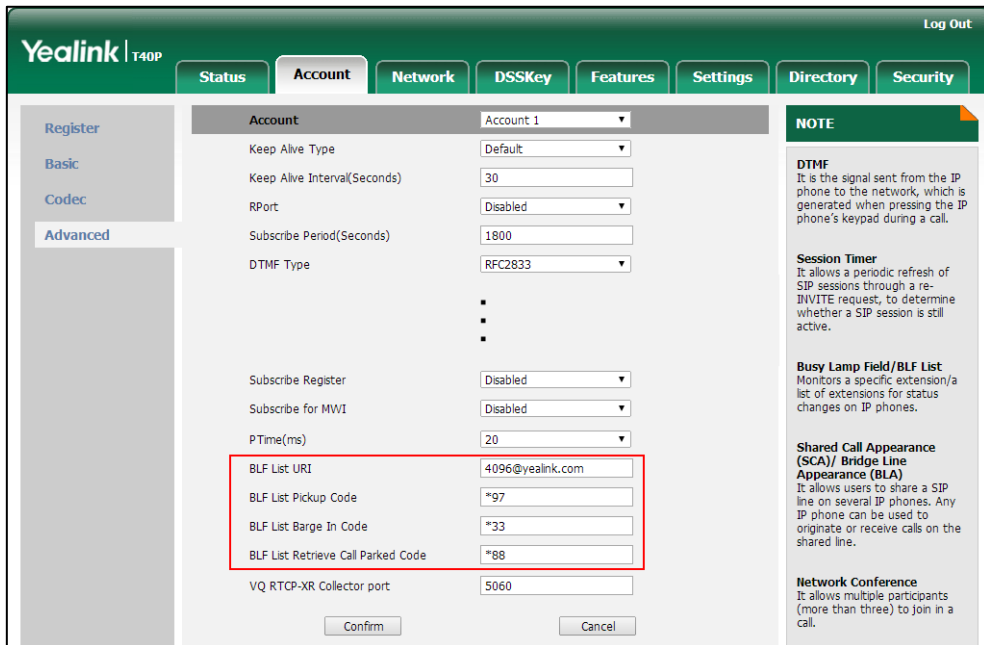 Log Out
Yealink | T40P
Status Account Network DSSKey Features Settings Directory Security
Register
Basic
Codec
Advanced
Account Account 1
Keep Alive Type Default
Keep Alive Interval(Seconds) 30
RPort Disabled
Subscribe Period(Seconds) 1800
DTMF Type RFC2833
Subscribe Register Disabled
Subscribe for MWI Disabled
PTime(ms) 20
BLF List URI 4096@yealink.com
BLF List Pickup Code *97
BLF List Barge In Code *33
BLF List Retrieve Call Parked Code *88
VQ RTCP-XR Collector port 5060
Confirm Cancel
NOTE
DTMF
It is the signal sent from the IP
phone to the network, which is
generated when pressing the IP
phone's keypad during a call.
Session Timer
It allows a periodic refresh of
SIP sessions through a re-
INVITE request, to determine
whether a SIP session is still
active.
Busy Lamp Field/BLF List
Monitors a specific extension/a
list of extensions for status
changes on IP phones.
Shared Call Appearance
(SCA)/ Bridge Line
Appearance (BLA)
It allows users to share a SIP
line on several IP phones. Any
IP phone can be used to
originate or receive calls on the
shared line.
Network Conference
It allows multiple participants
(more than three) to join in a
call.